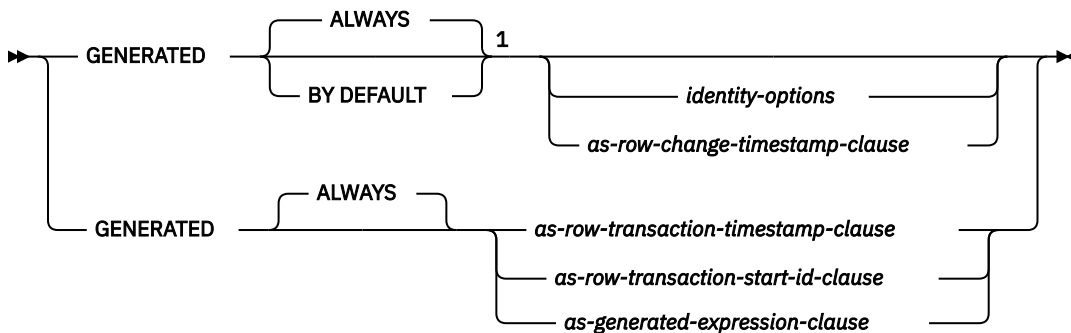 ALWAYS
GENERATED 1
BY DEFAULT
identity-options
as-row-change-timestamp-clause
ALWAYS
GENERATED as-row-transaction-timestamp-clause
as-row-transaction-start-id-clause
as-generated-expression-clause